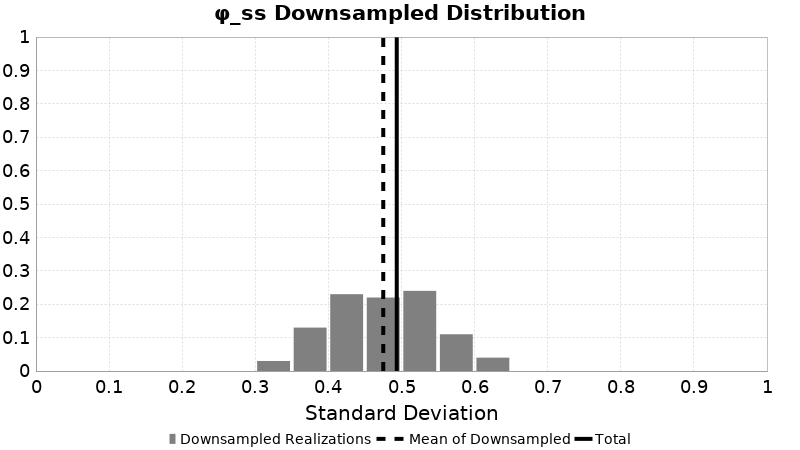 φ_ss Downsampled Distribution
1
0.9
0.8
0.7
0.6
0.5
0.4
0.3
0.2
0.1
0
0 0.1 0.2 0.3 0.4 0.5 0.6 0.7 0.8 0.9 1
Standard Deviation
Downsampled Realizations Mean of Downsampled Total